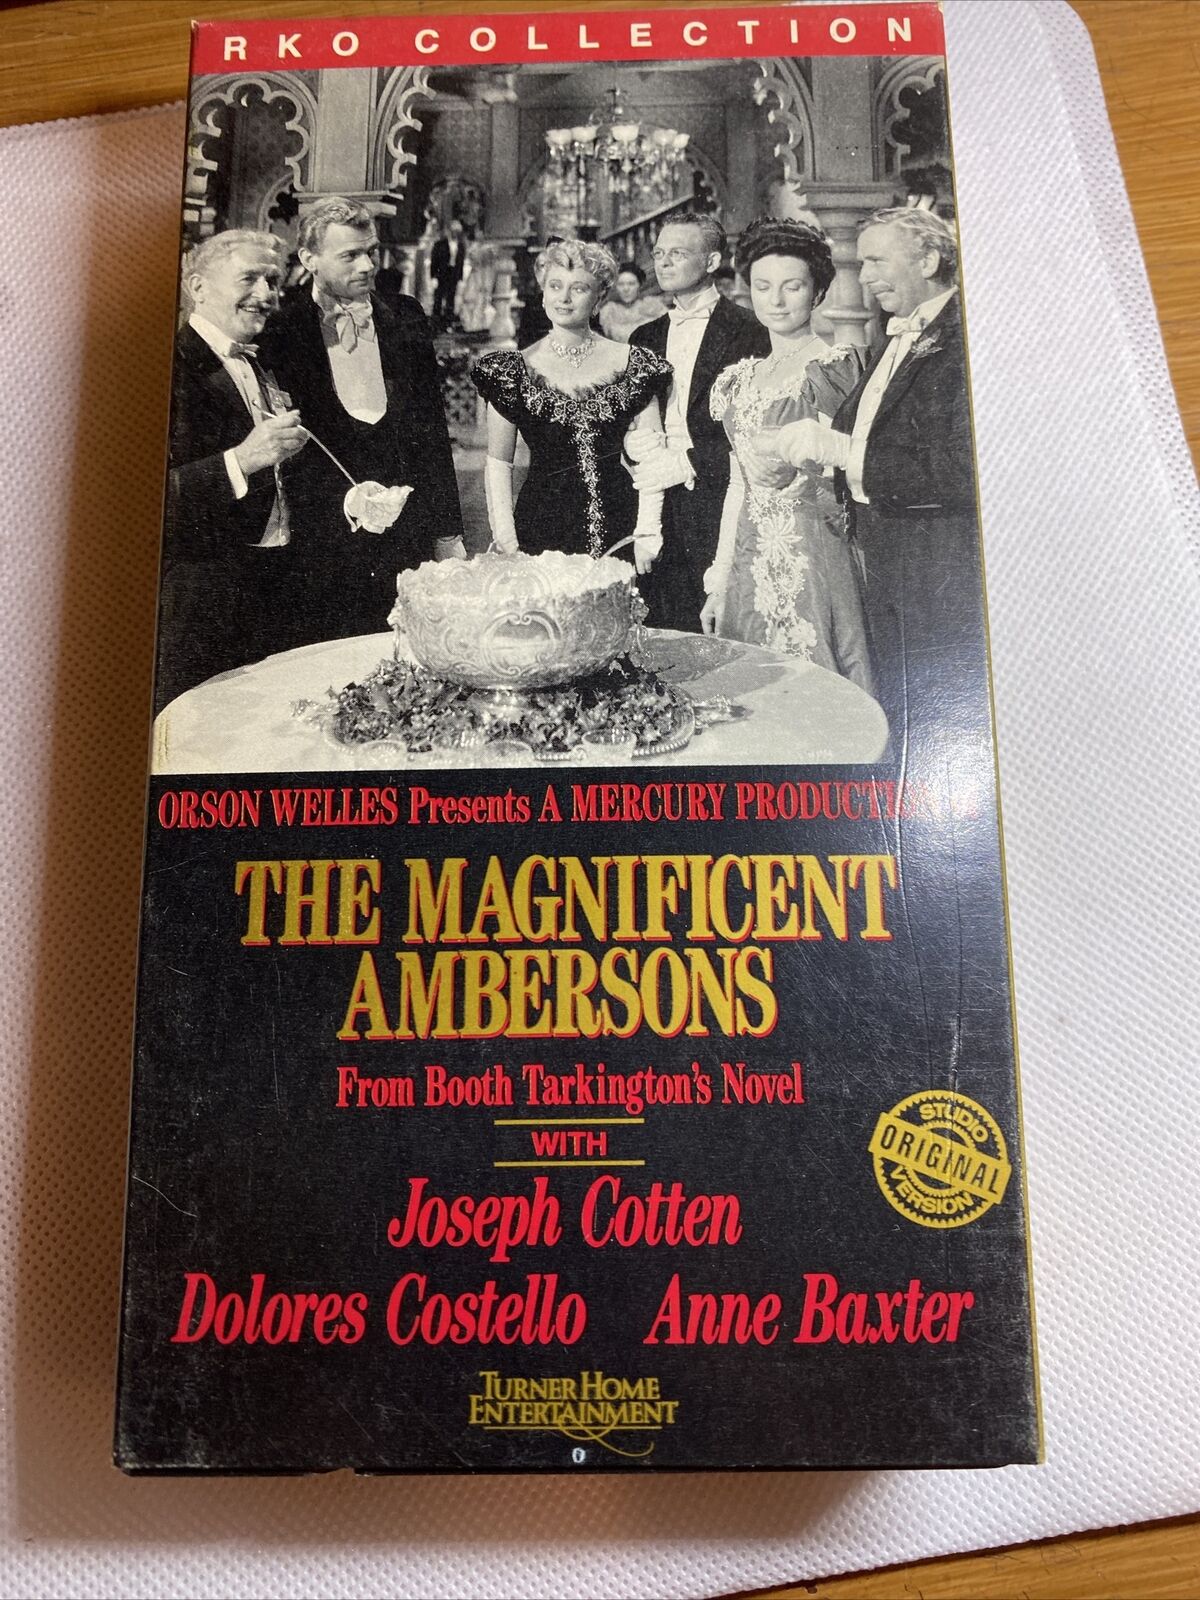 RKO COLLECTION
ORSON WELLES Presents A MERCURY PRODUCTION
THE MAGNIFICENT
AMBERSONS
From Booth Tarkington's Novel
WITH
STUDIO
ORIGINAL
VERSION
Joseph Cotten
Dolores Costello Anne Baxter
TURNER HOME
ENTERTAINMENT